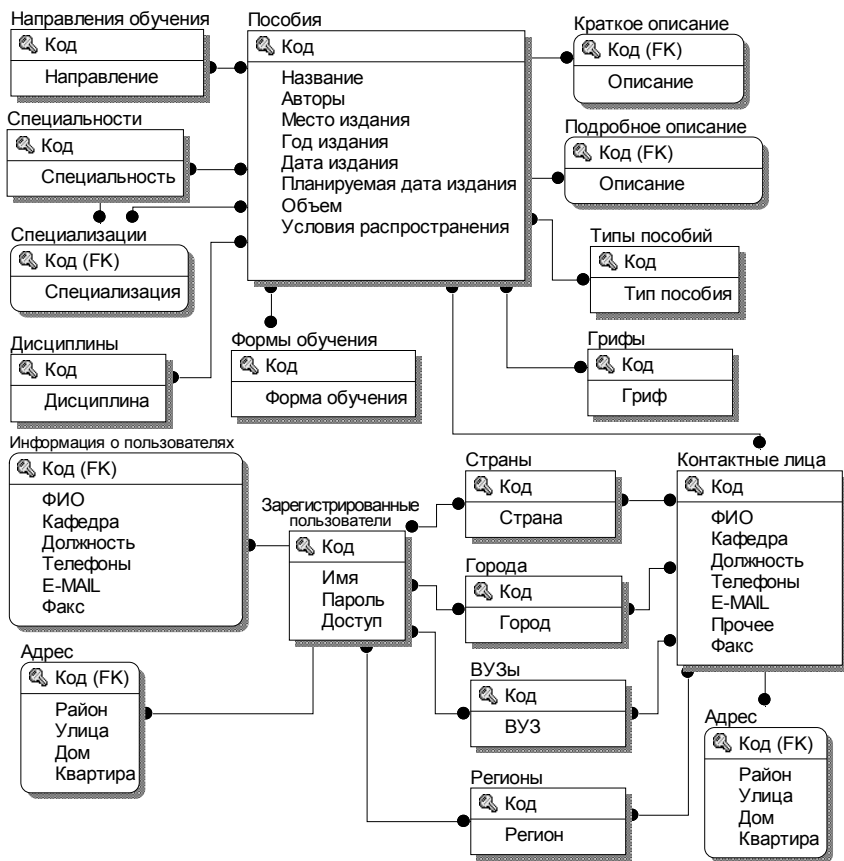 Направления обучения
Код
Направление
Пособия
Код
Название
Авторы
Место издания
Год издания
Дата издания
Планируемая дата издания
Объем
Условия распространения
Краткое описание
Код (FK)
Описание
Специальности
Код
Специальность
Подробное описание
Код (FK)
Описание
Специализации
Код (FK)
Специализация
Типы пособий
Код
Тип пособия
Дисциплины
Код
Дисциплина
Формы обучения
Код
Форма обучения
Грифы
Код
Гриф
Информация о пользователях
Код (FK)
ФИО
Кафедра
Должность
Телефоны
E-MAIL
Факс
Зарегистрированные
пользователи
Код
Имя
Пароль
Доступ
Страны
Код
Страна
Контактные лица
Код
ФИО
Кафедра
Должность
Телефоны
E-MAIL
Прочее
Факс
Города
Код
Город
Адрес
Код (FK)
Район
Улица
Дом
Квартира
ВУЗы
Код
ВУЗ
Регионы
Код
Регион
Адрес
Код (FK)
Район
Улица
Дом
Квартира